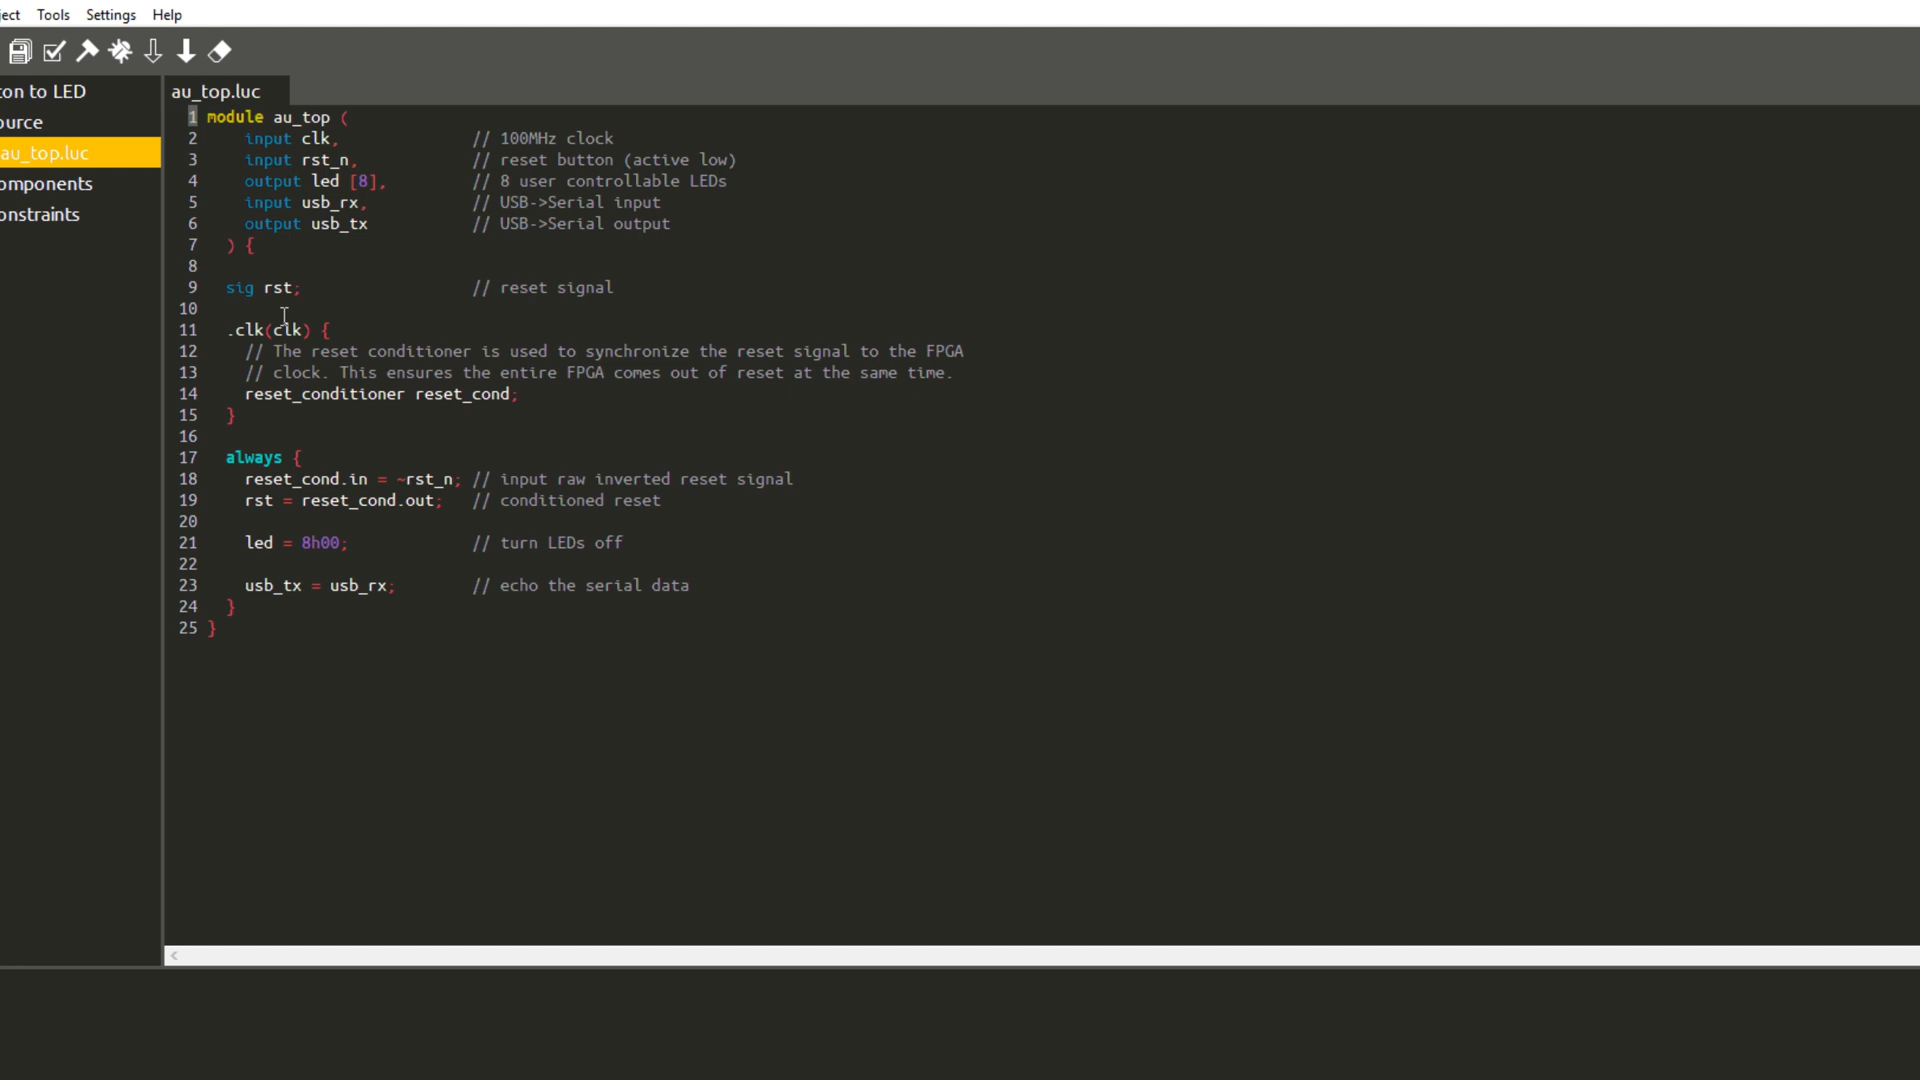 ject Tools Settings Help
ton to LED
ource
au_top.luc
omponents
onstraints
au_top.luc
1 module au_top (
2 input clk, // 100MHz clock
3 input rst_n, // reset button (active low)
4 output led [8], // 8 user controllable LEDs
5 input usb_rx, // USB->Serial input
6 output usb_tx // USB->Serial output
7 ) {
8
9 sig rst; // reset signal
10
11 .clk(clk) {
12 // The reset conditioner is used to synchronize the reset signal to the FPGA
13 // clock. This ensures the entire FPGA comes out of reset at the same time.
14 reset_conditioner reset_cond;
15 }
16
17 always {
18 reset_cond.in = ~rst_n; // input raw inverted reset signal
19 rst = reset_cond.out; // conditioned reset
20
21 led = 8h00; // turn LEDs off
22
23 usb_tx = usb_rx; // echo the serial data
24 }
25 }